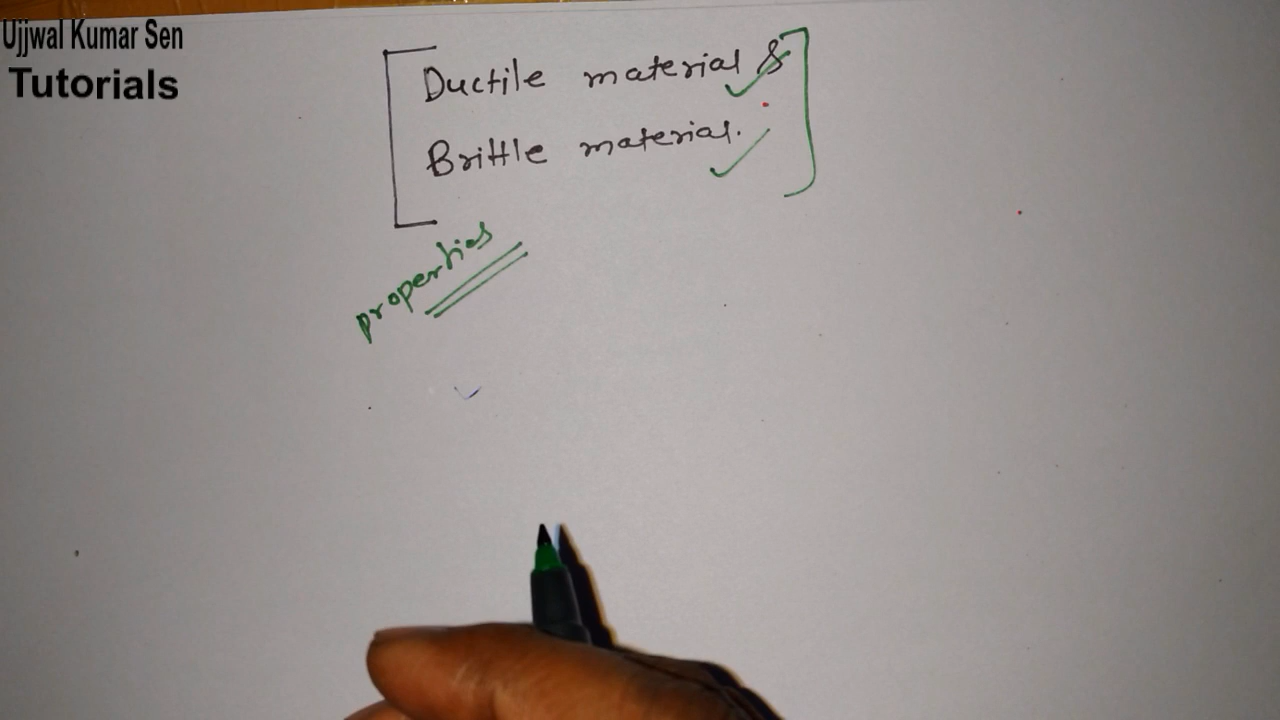 Ujjwal Kumar Sen
Tutorials
Ductile material &
Brittle material.
properties